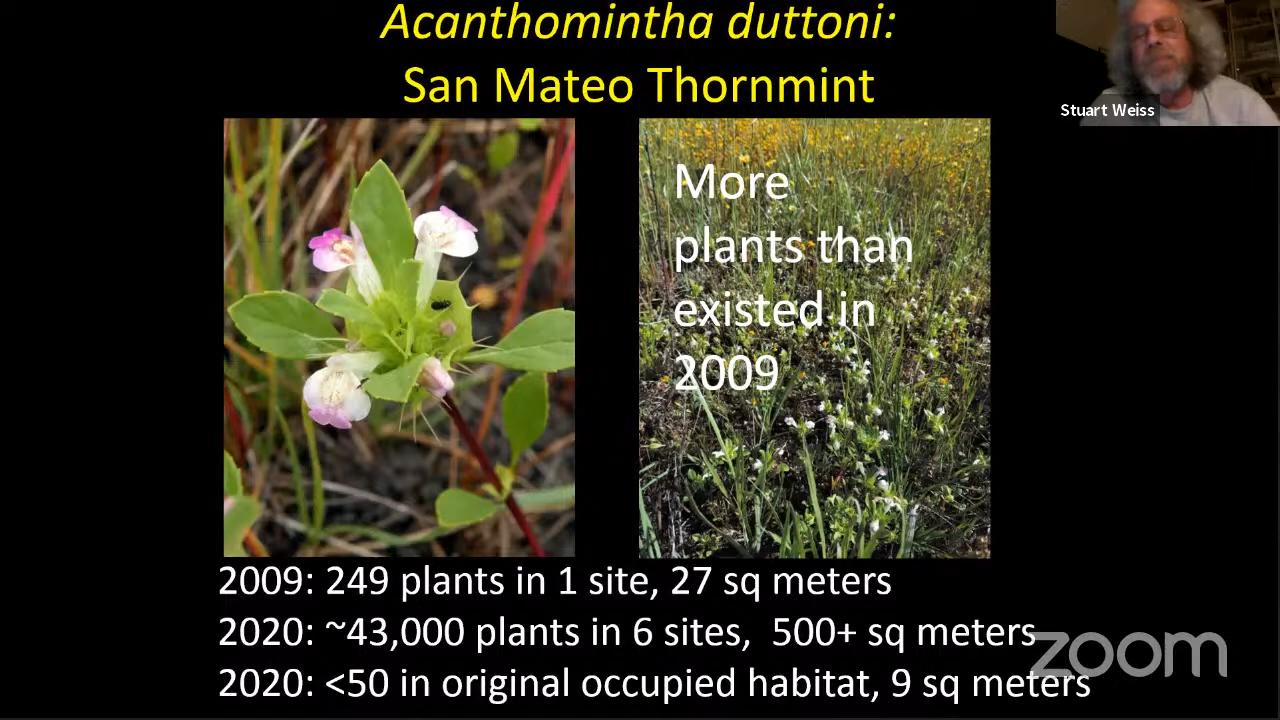 Acanthomintha duttoni:
San Mateo Thornmint
Stuart Weiss
More
plants than
existed in
2009
2009: 249 plants in 1 site, 27 sq meters
2020: ~43,000 plants in 6 sites,  500+ sq meters
2020: <50 in original occupied habitat, 9 sq meters
zoom